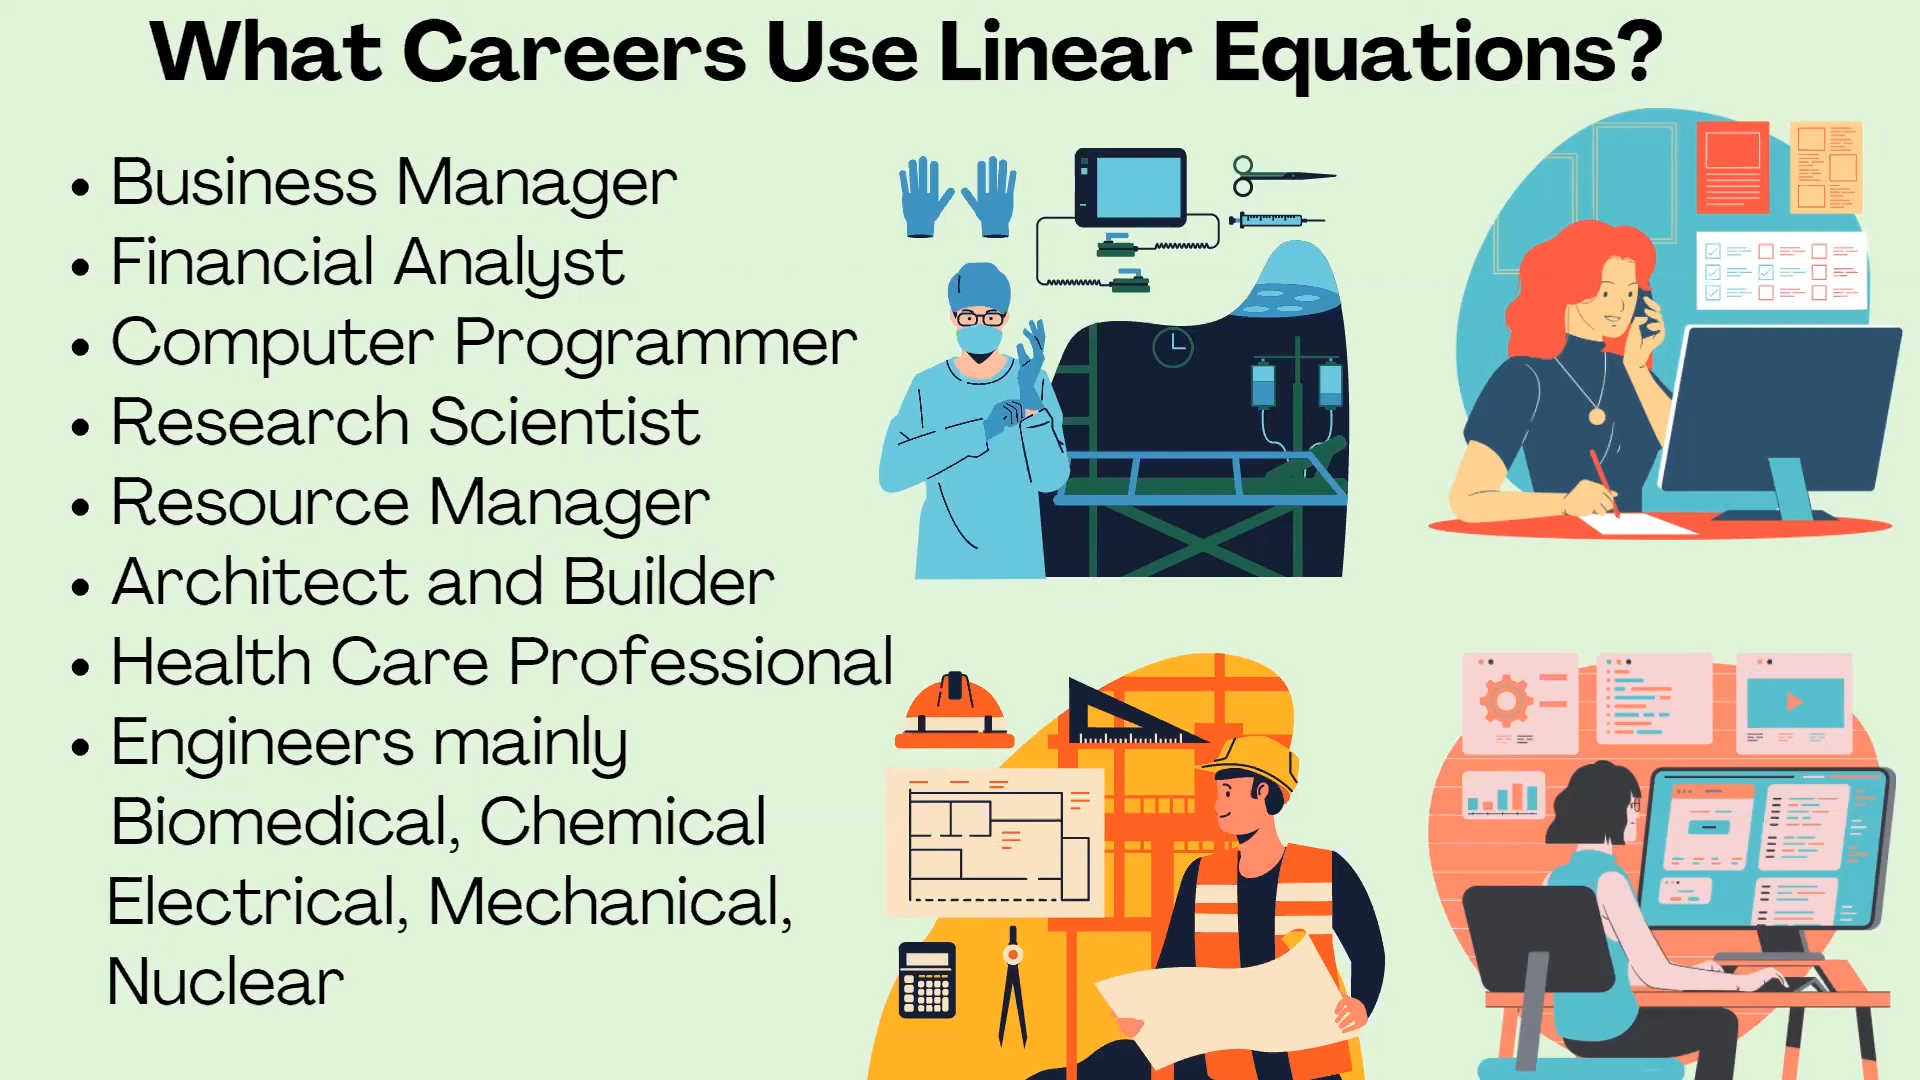 What Careers Use Linear Equations?
• Business Manager
• Financial Analyst
• Computer Programmer
• Research Scientist
• Resource Manager
• Architect and Builder
• Health Care Professional
• Engineers mainly
Biomedical, Chemical
Electrical, Mechanical,
Nuclear